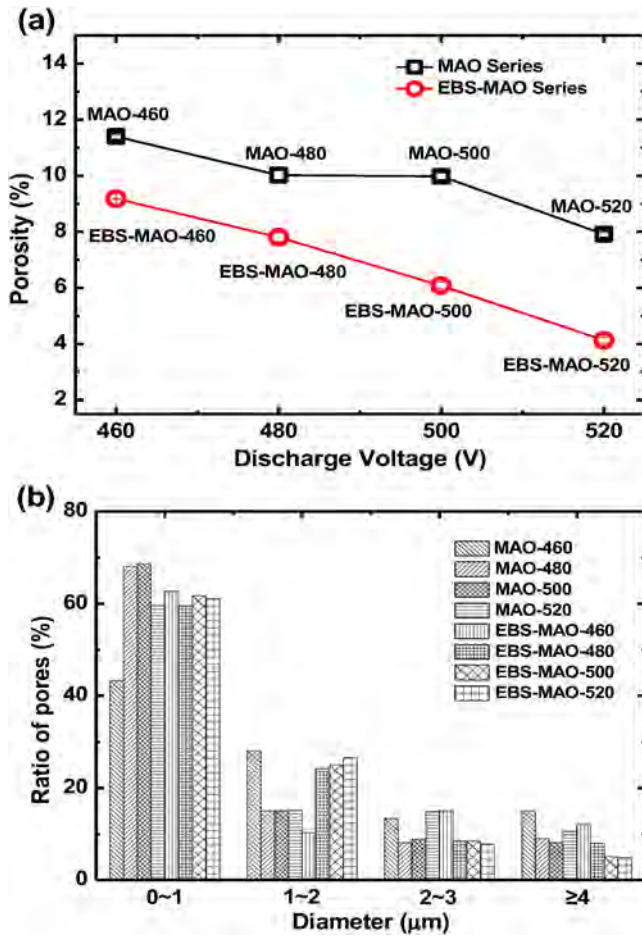 (a)
14
12
10
8
6
4
2
Porosity (%)
MAO Series
EBS-MAO Series
MAO-460
MAO-480
MAO-500
MAO-520
EBS-MAO-460
EBS-MAO-480
EBS-MAO-500
EBS-MAO-520
460 480 500 520
Discharge Voltage (V)
(b)
80
60
40
20
0
Ratio of pores (%)
MAO-460
MAO-480
MAO-500
MAO-520
EBS-MAO-460
EBS-MAO-480
EBS-MAO-500
EBS-MAO-520
0~1 1~2 2~3 ≥4
Diameter (μm)